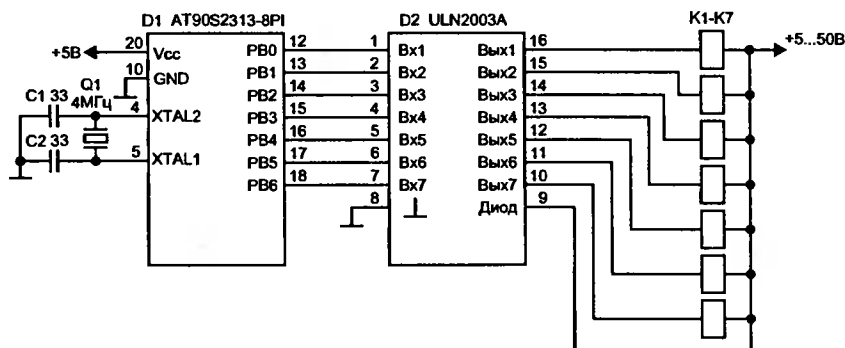 D1 AT90S2313-8PI
D2 ULN2003A
K1-K7
+5В
20
Vcc
10
GND
C1 33
Q1
4МГц
4
XTAL2
C2 33
5
XTAL1
PB0
12
PB1
13
PB2
14
PB3
15
PB4
16
PB5
17
PB6
18
1
Вх1
2
Вх2
3
Вх3
4
Вх4
5
Вх5
6
Вх6
7
Вх7
8
Вых1
16
Вых2
15
Вых3
14
Вых4
13
Вых5
12
Вых6
11
Вых7
10
Диод
9
+5...50В